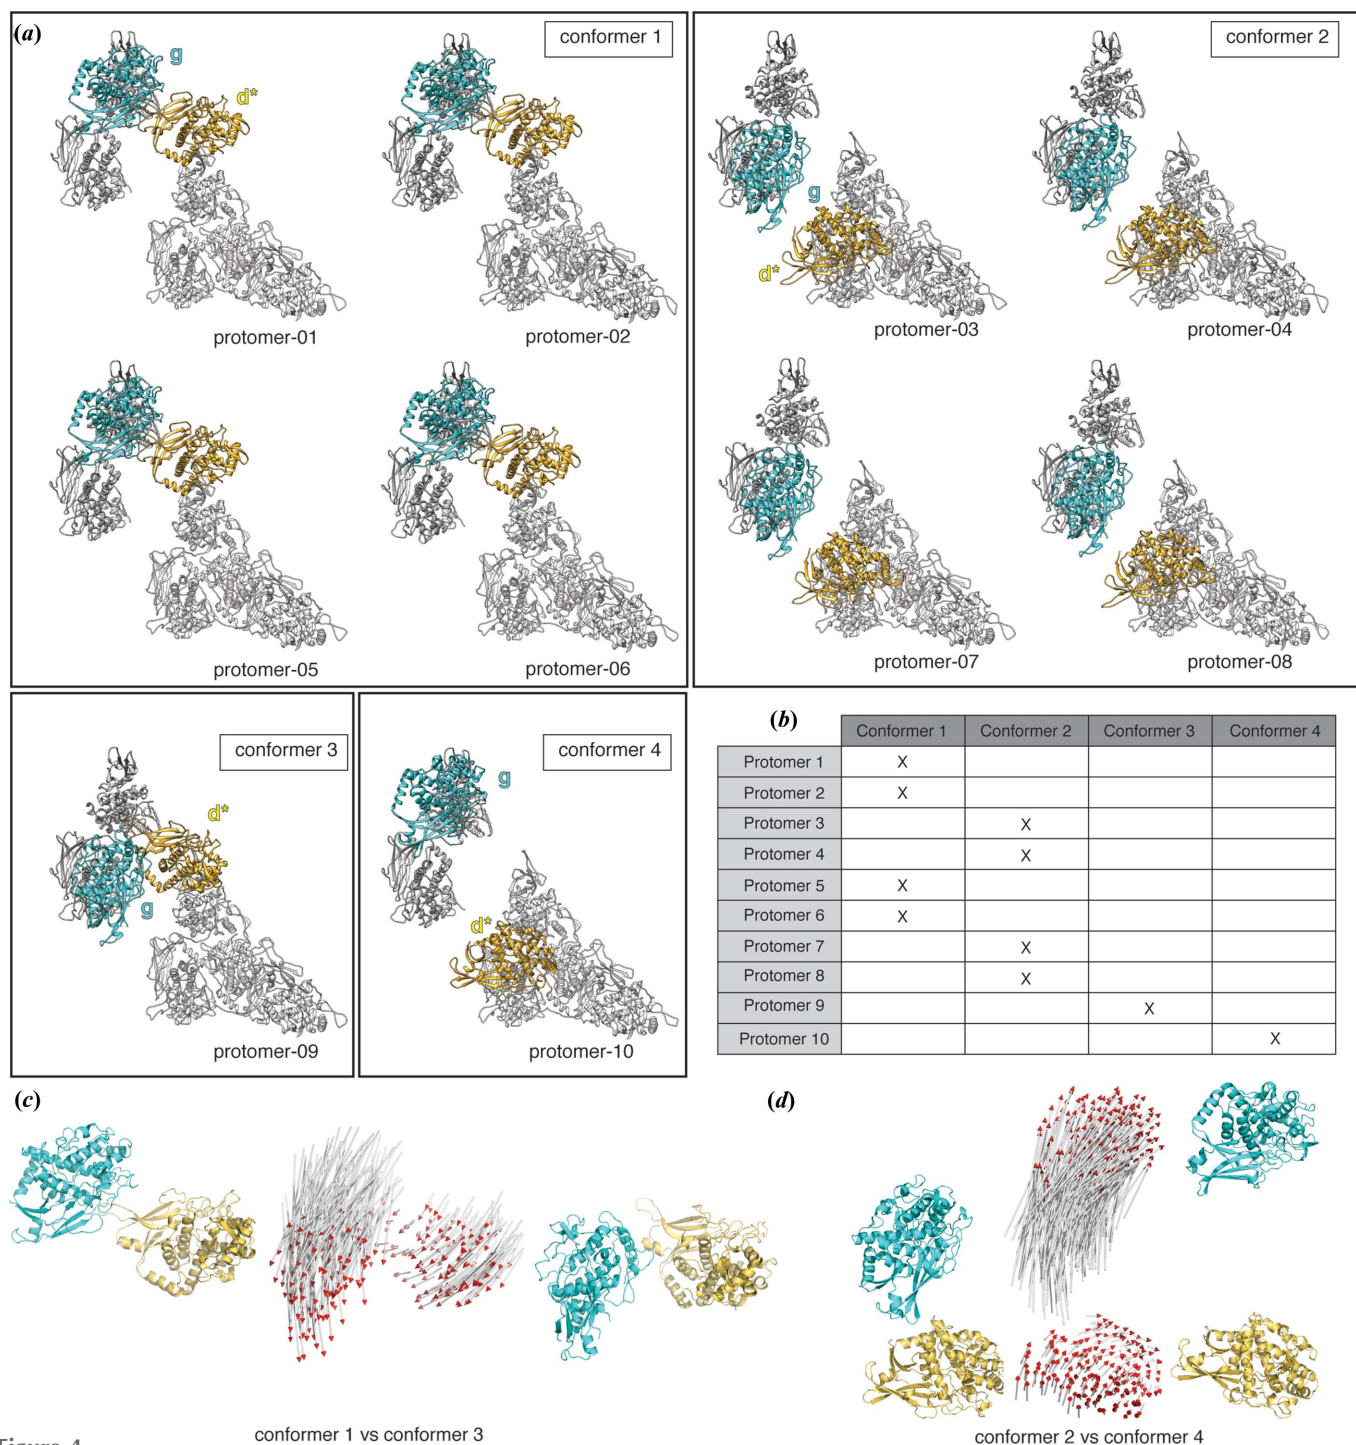 (a)
conformer 1
g
d*
protomer-01
protomer-02
protomer-05
protomer-06
conformer 2
g
d*
protomer-03
protomer-04
protomer-07
protomer-08
conformer 3
d*
g
protomer-09
conformer 4
g
d*
protomer-10
(b)
Conformer 1 Conformer 2 Conformer 3 Conformer 4
Protomer 1 X
Protomer 2 X
Protomer 3 X
Protomer 4 X
Protomer 5 X
Protomer 6 X
Protomer 7 X
Protomer 8 X
Protomer 9 X
Protomer 10 X
(c)
conformer 1 vs conformer 3
(d)
conformer 2 vs conformer 4